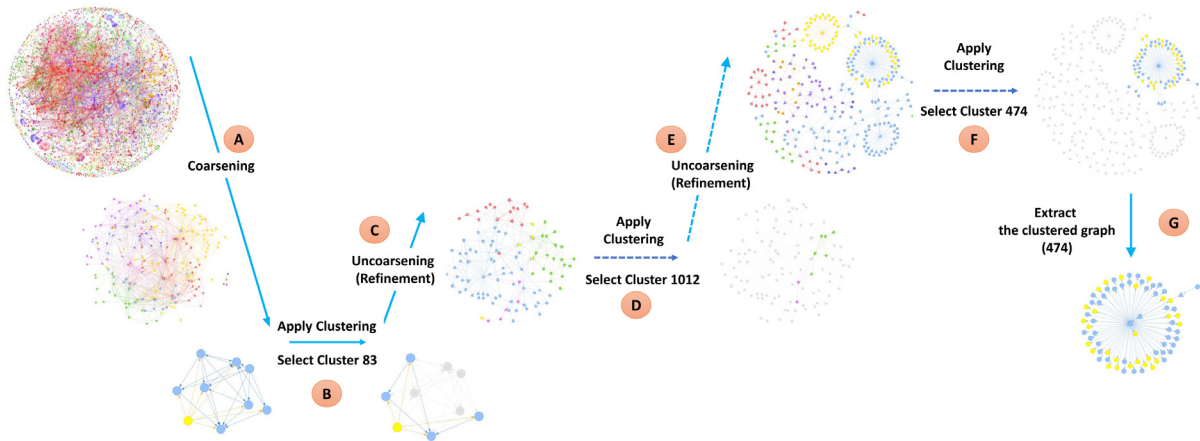 A
Coarsening
Apply Clustering
Select Cluster 83
B
C
Uncoarsening
(Refinement)
Apply
Clustering
Select Cluster 1012
D
E
Uncoarsening
(Refinement)
Apply
Clustering
Select Cluster 474
F
Extract
the clustered graph
(474)
G